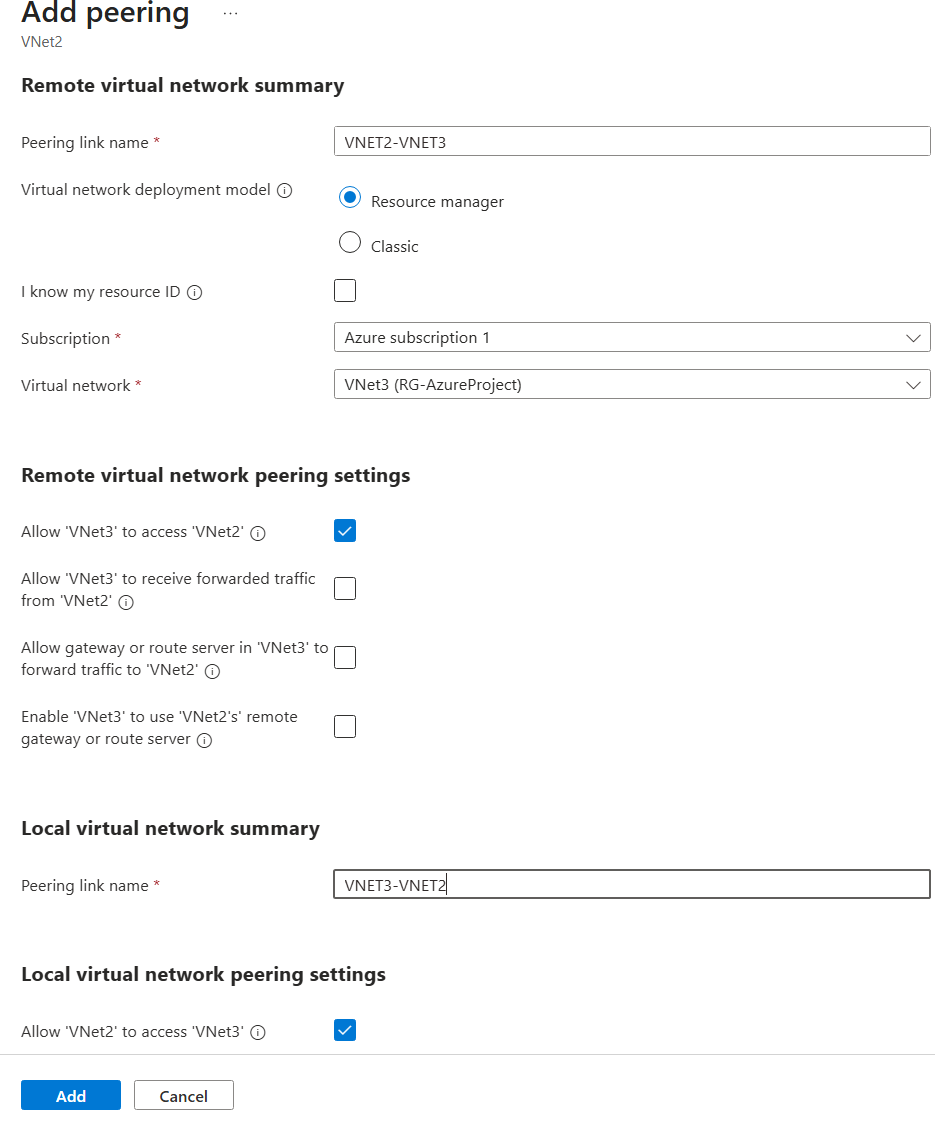 Add peering ...
VNet2
Remote virtual network summary
Peering link name *
VNET2-VNET3
Virtual network deployment model
Resource manager
Classic
I know my resource ID
Subscription *
Azure subscription 1
Virtual network *
VNet3 (RG-AzureProject)
Remote virtual network peering settings
Allow 'VNet3' to access 'VNet2'
Allow 'VNet3' to receive forwarded traffic
from 'VNet2'
Allow gateway or route server in 'VNet3' to
forward traffic to 'VNet2'
Enable 'VNet3' to use 'VNet2's' remote
gateway or route server
Local virtual network summary
Peering link name *
VNET3-VNET2
Local virtual network peering settings
Allow 'VNet2' to access 'VNet3'
Add
Cancel